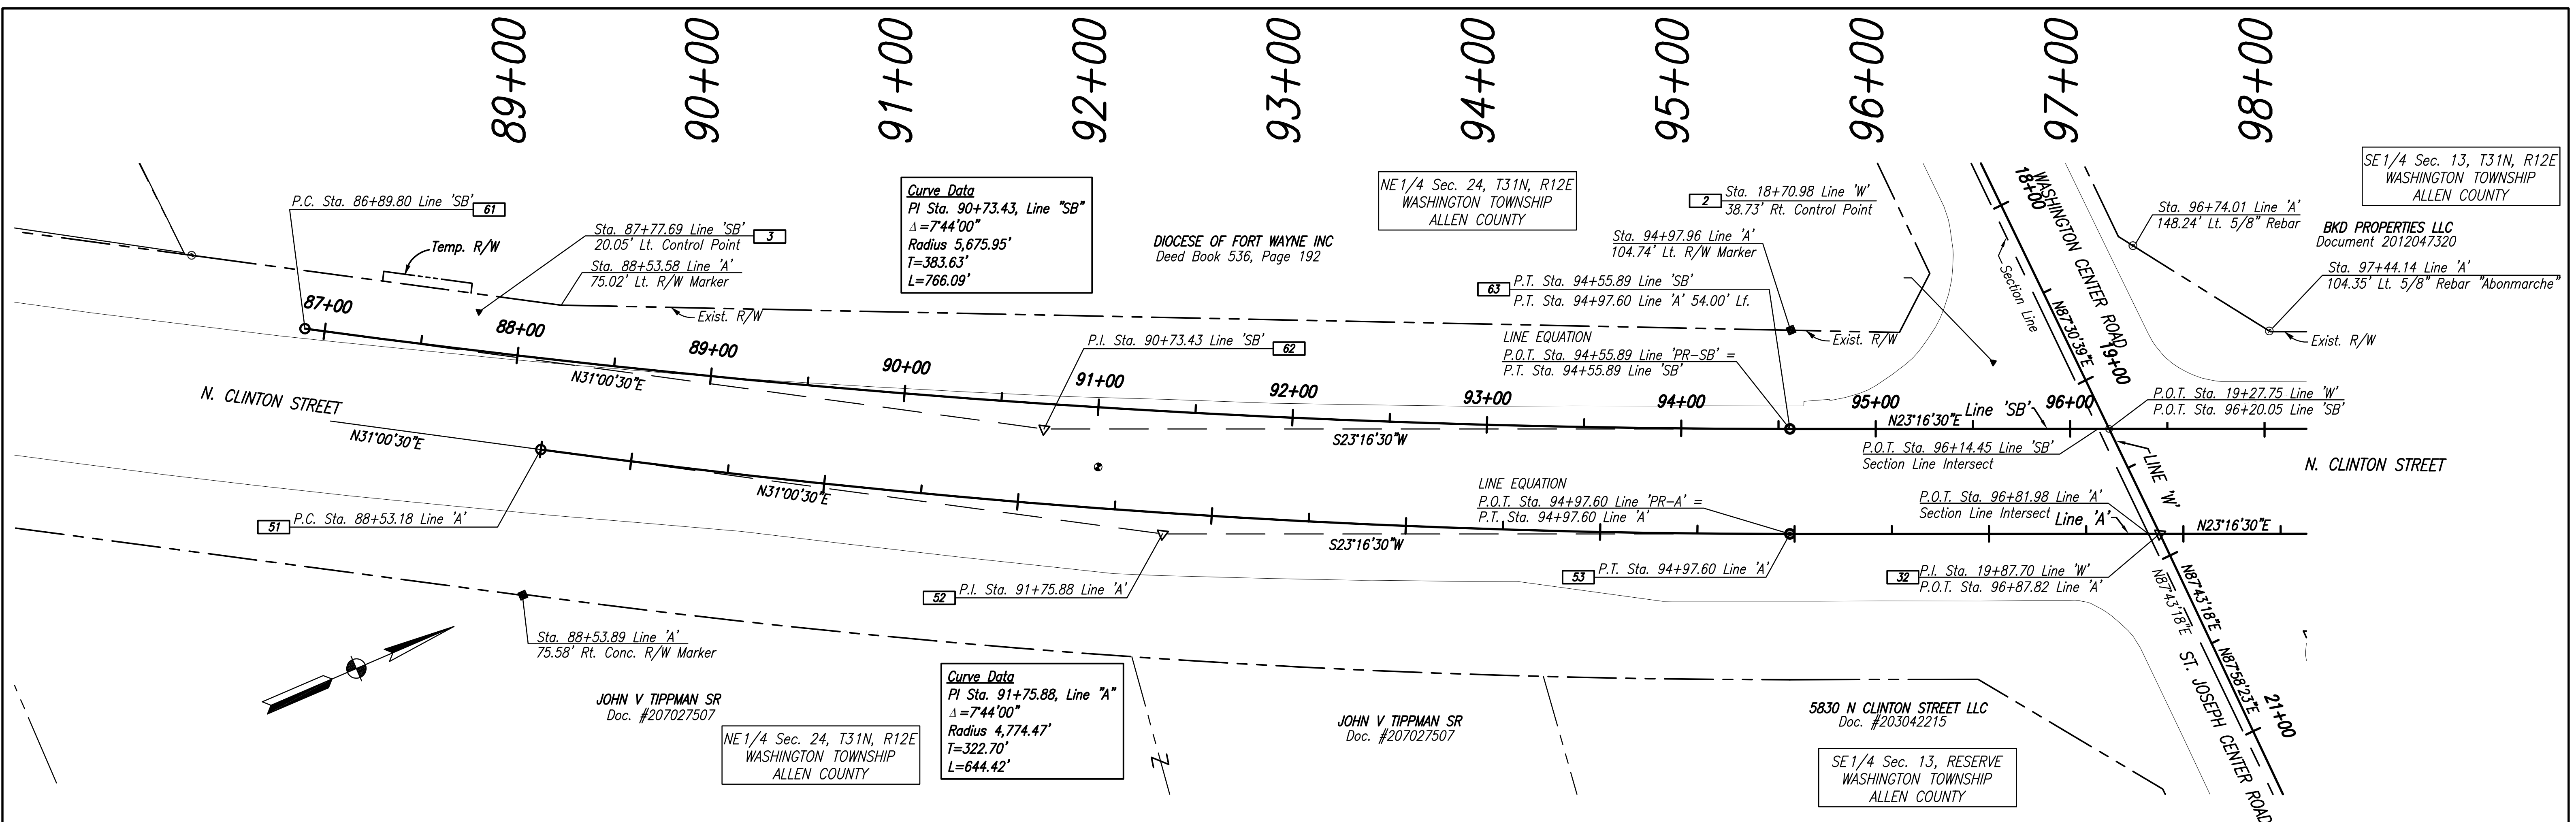 89+00
90+00
91+00
92+00
93+00
94+00
95+00
96+00
97+00
98+00
P.C. Sta. 86+89.80 Line 'SB'
61
Temp. R/W
Sta. 87+77.69 Line 'SB'
20.05' Lt. Control Point
3
Sta. 88+53.58 Line 'A'
75.02' Lt. R/W Marker
Exist. R/W
Curve Data
PI Sta. 90+73.43, Line "SB"
Δ=7°44'00"
Radius 5,675.95'
T=383.63'
L=766.09'
DIOCESE OF FORT WAYNE INC
Deed Book 536, Page 192
NE1/4 Sec. 24, T31N, R12E
WASHINGTON TOWNSHIP
ALLEN COUNTY
2
Sta. 18+70.98 Line 'W'
38.73' Rt. Control Point
Sta. 94+97.96 Line 'A'
104.74' Lt. R/W Marker
63
P.T. Sta. 94+55.89 Line 'SB'
P.T. Sta. 94+97.60 Line 'A' 54.00' Lf.
LINE EQUATION
P.O.T. Sta. 94+55.89 Line 'PR-SB' =
P.T. Sta. 94+55.89 Line 'SB'
Exist. R/W
18+00
WASHINGTON CENTER ROAD
Section Line
N87°30'39"E
19+00
SE1/4 Sec. 13, T31N, R12E
WASHINGTON TOWNSHIP
ALLEN COUNTY
Sta. 96+74.01 Line 'A'
148.24' Lt. 5/8" Rebar
BKD PROPERTIES LLC
Document 2012047320
Sta. 97+44.14 Line 'A'
104.35' Lt. 5/8" Rebar "Abonmarche"
Exist. R/W
87+00
88+00
89+00
90+00
91+00
92+00
93+00
94+00
95+00
96+00
P.I. Sta. 90+73.43 Line 'SB'
62
N31°00'30"E
S23°16'30"W
N23°16'30"E
Line 'SB'
P.O.T. Sta. 19+27.75 Line 'W'
P.O.T. Sta. 96+20.05 Line 'SB'
P.O.T. Sta. 96+14.45 Line 'SB'
Section Line Intersect
N. CLINTON STREET
N. CLINTON STREET
LINE 'W'
N31°00'30"E
N31°00'30"E
LINE EQUATION
P.O.T. Sta. 94+97.60 Line 'PR-A' =
P.T. Sta. 94+97.60 Line 'A'
P.O.T. Sta. 96+81.98 Line 'A'
Section Line Intersect
Line 'A'
N23°16'30"E
51
P.C. Sta. 88+53.18 Line 'A'
S23°16'30"W
52
P.I. Sta. 91+75.88 Line 'A'
53
P.T. Sta. 94+97.60 Line 'A'
32
P.I. Sta. 19+87.70 Line 'W'
P.O.T. Sta. 96+87.82 Line 'A'
N87°43'18"E
N87°43'18"E
N87°58'23"E
21+00
ST. JOSEPH CENTER ROAD
Sta. 88+53.89 Line 'A'
75.58' Rt. Conc. R/W Marker
JOHN V TIPPMAN SR
Doc. #207027507
NE1/4 Sec. 24, T31N, R12E
WASHINGTON TOWNSHIP
ALLEN COUNTY
Curve Data
PI Sta. 91+75.88, Line "A"
Δ=7°44'00"
Radius 4,774.47'
T=322.70'
L=644.42'
Z
JOHN V TIPPMAN SR
Doc. #207027507
5830 N CLINTON STREET LLC
Doc. #203042215
SE1/4 Sec. 13, RESERVE
WASHINGTON TOWNSHIP
ALLEN COUNTY